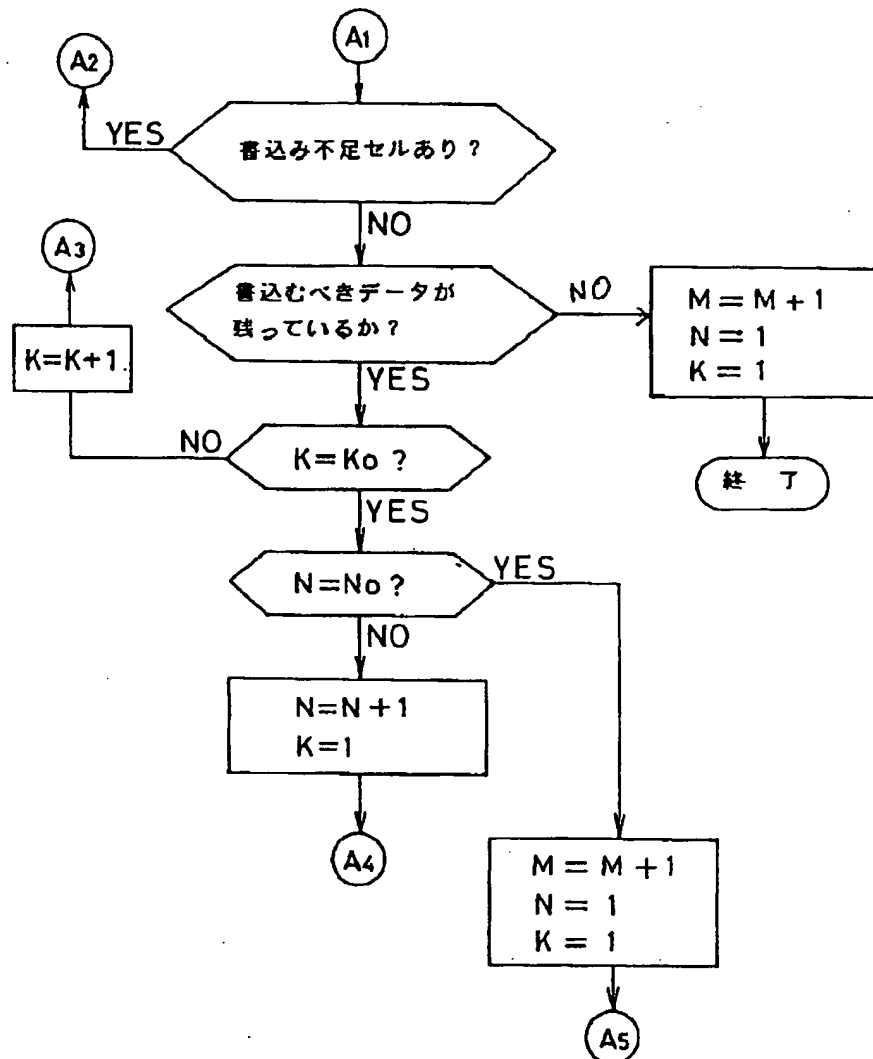 A1
A2
YES
書込み不足セルあり？
NO
A3
書込むべきデータが
残っているか？
NO
M=M+1
N=1
K=1
K=K+1
YES
NO
K=Ko？
終 了
YES
N=No？
YES
NO
N=N+1
K=1
A4
M=M+1
N=1
K=1
A5